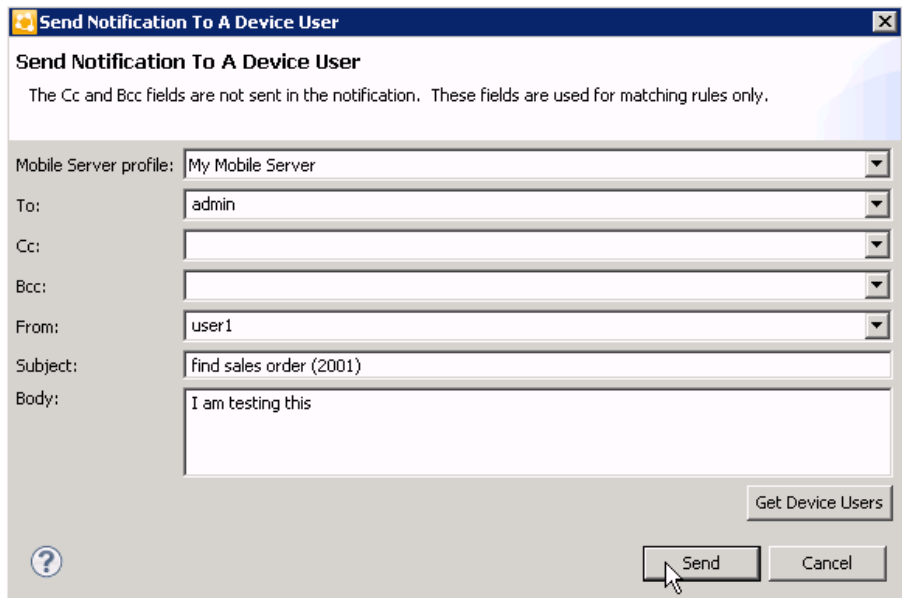 Send Notification To A Device User
Send Notification To A Device User
The Cc and Bcc fields are not sent in the notification.  These fields are used for matching rules only.
Mobile Server profile: My Mobile Server
To: admin
Cc:
Bcc:
From: user1
Subject: find sales order (2001)
Body: I am testing this
Get Device Users
? Send Cancel